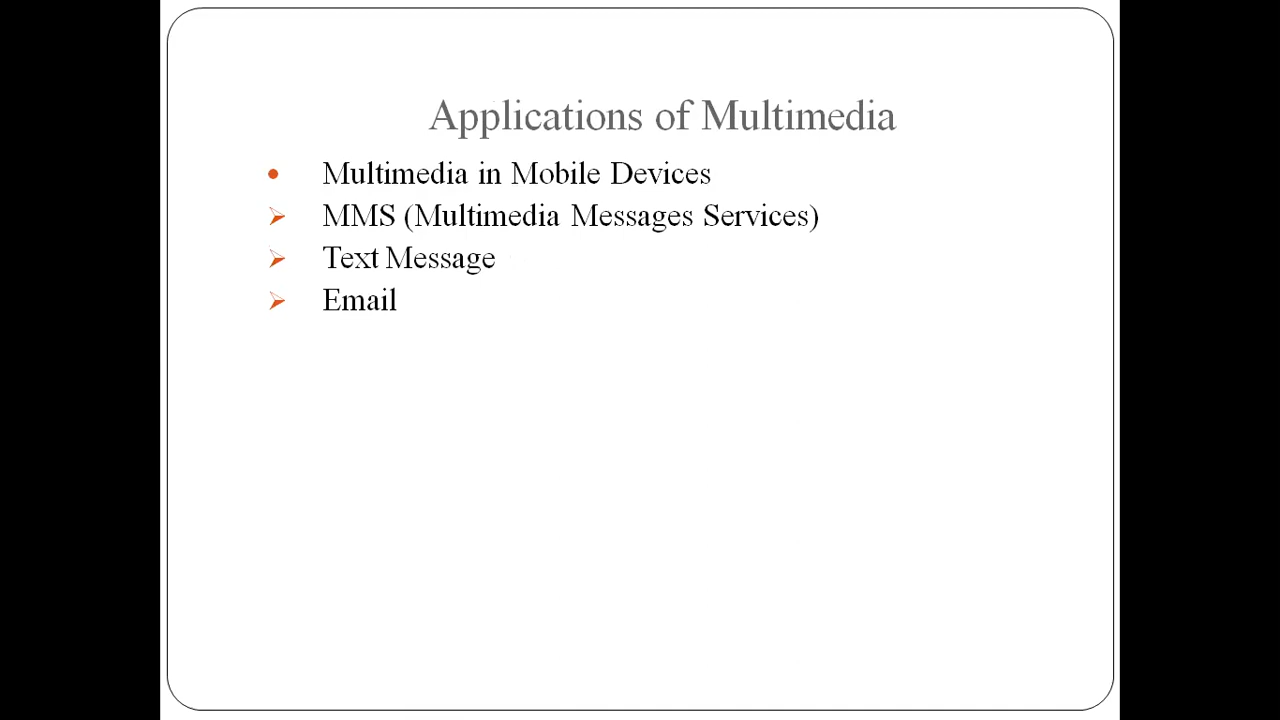 Applications of Multimedia
Multimedia in Mobile Devices
MMS (Multimedia Messages Services)
Text Message
Email